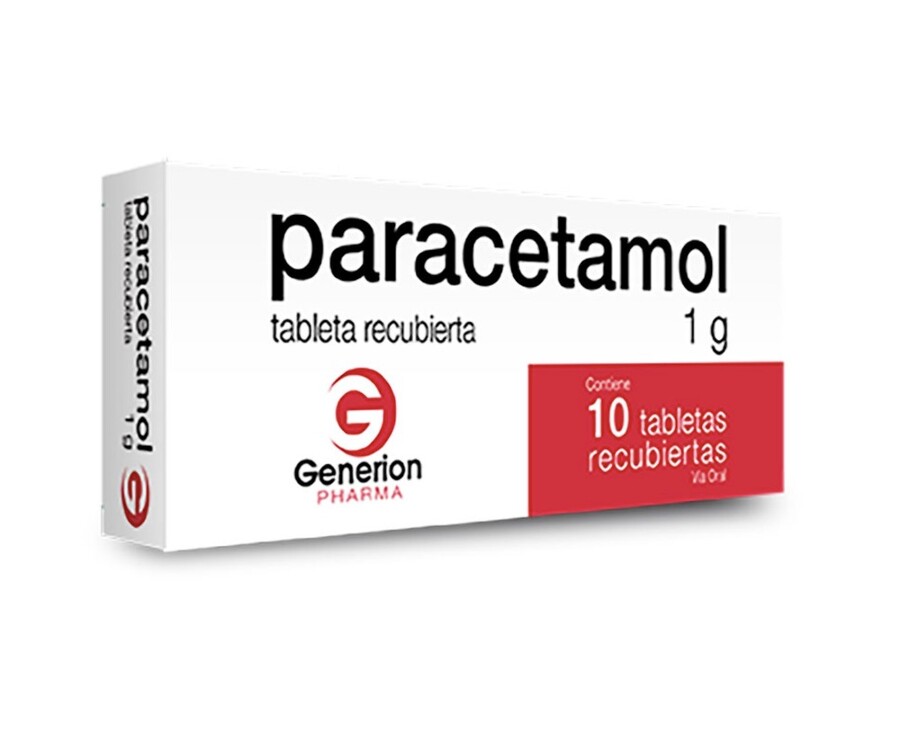 paracetamol
tableta recubierta
1 g
G
Generion
PHARMA
Contiene
10 tabletas
recubiertas
Vía Oral
paracetamol
tableta recubierta
1 g
G